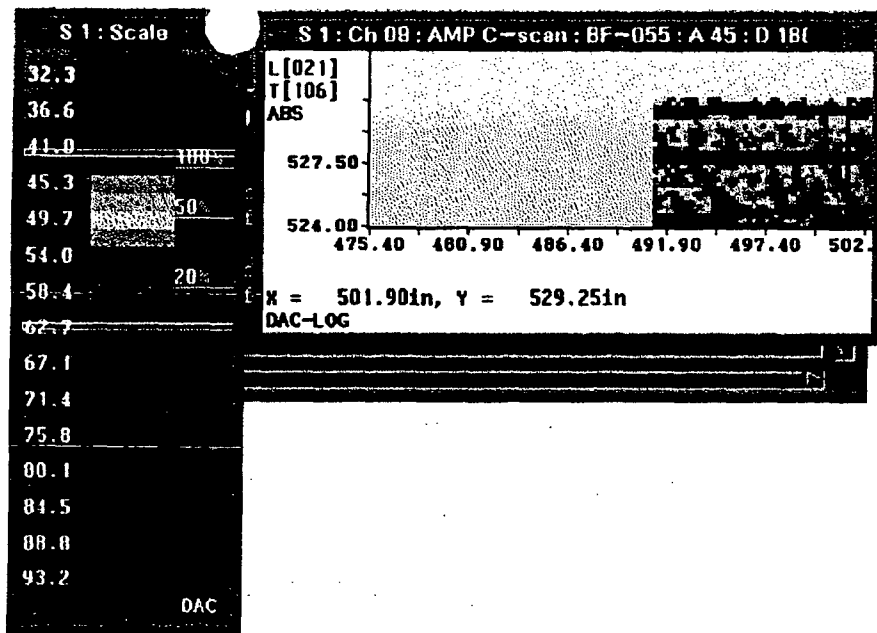 S 1 : Scale
32.3
36.6
41.0
100%
45.3
49.7
50%
54.0
58.4
20%
62.7
67.1
71.4
75.8
80.1
84.5
88.8
93.2
DAC
S 1 : Ch 08 : AMP C-scan : BF-055 : A 45 : D 180
L[021]
T[106]
ABS
527.50
524.00
475.40 480.90 486.40 491.90 497.40 502.
X = 501.90in, Y = 529.25in
DAC-LOG